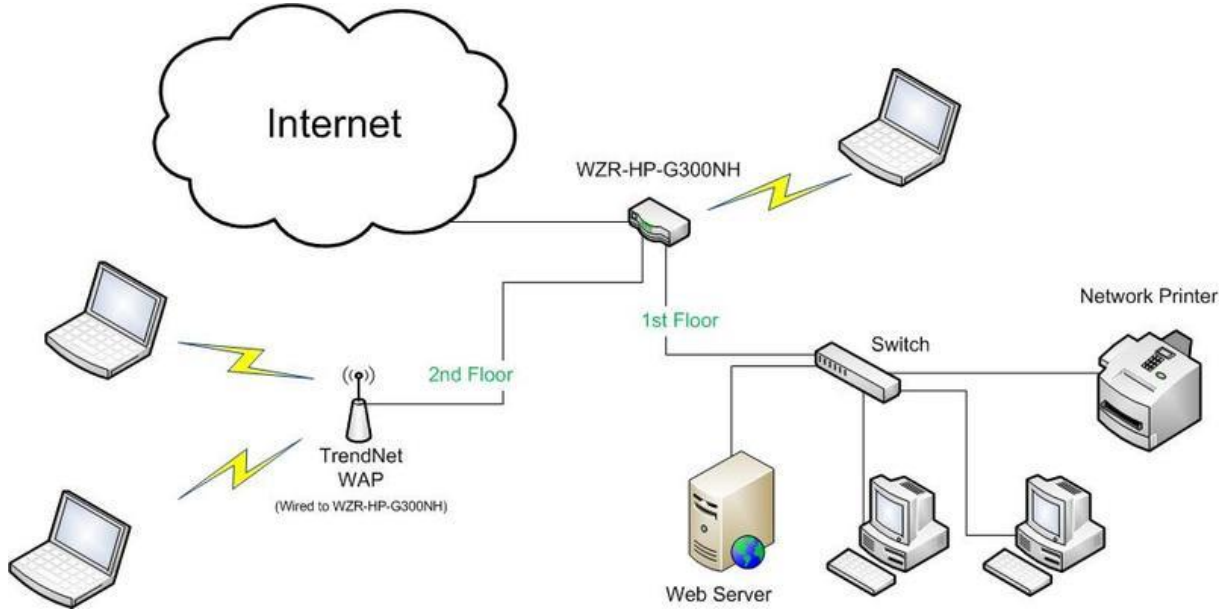 Internet
WZR-HP-G300NH
1st Floor
Network Printer
Switch
2nd Floor
TrendNet
WAP
(Wired to WZR-HP-G300NH)
Web Server